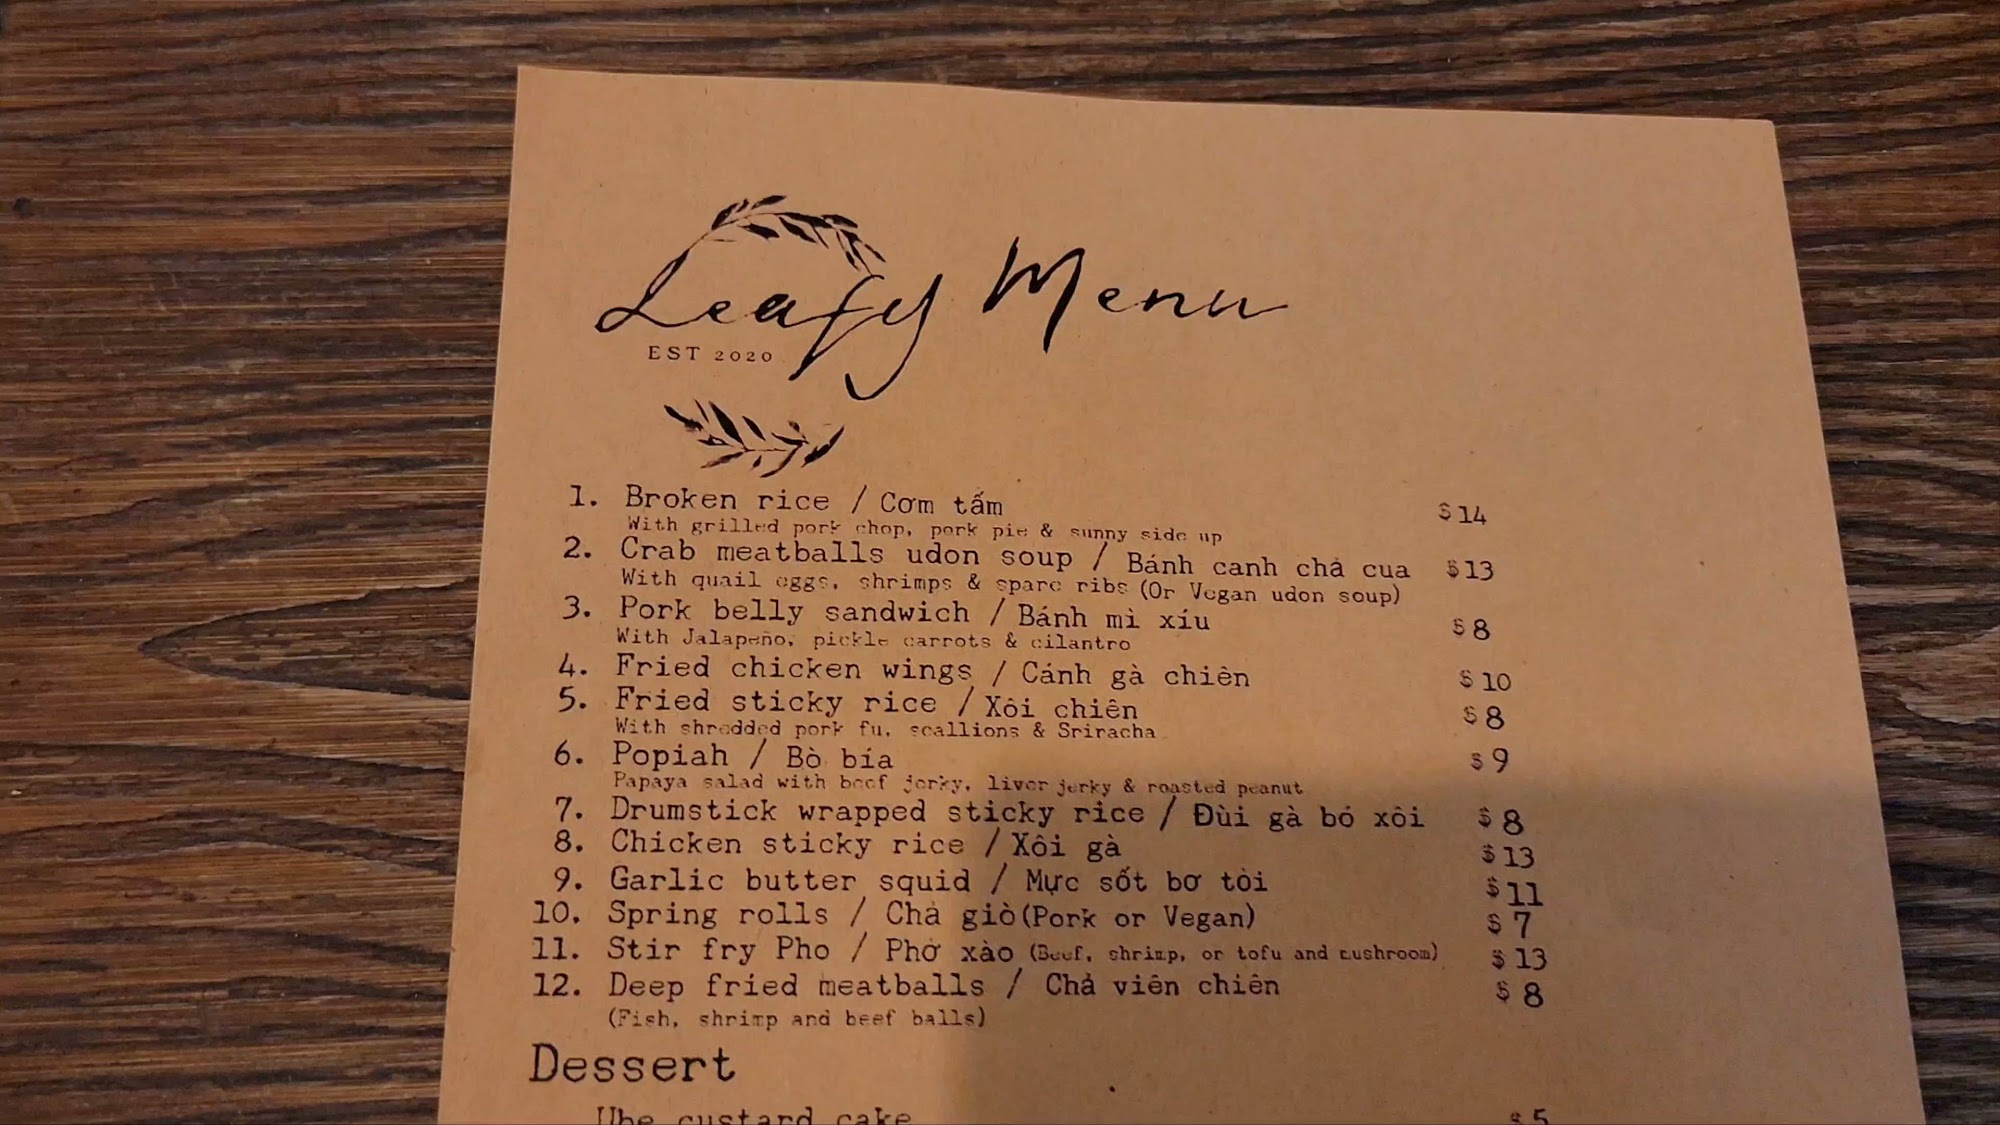 Leafy Menu
EST 2020
1. Broken rice / Cơm tấm $14
With grilled pork chop, pork pie & sunny side up
2. Crab meatballs udon soup / Bánh canh chả cua $13
With quail eggs, shrimps & spare ribs (Or Vegan udon soup)
3. Pork belly sandwich / Bánh mì xíu $8
With Jalapeño, pickle carrots & cilantro
4. Fried chicken wings / Cánh gà chiên $10
5. Fried sticky rice / Xôi chiên $8
With shredded pork fu, scallions & Sriracha
6. Popiah / Bò bía $9
Papaya salad with beef jerky, liver jerky & roasted peanut
7. Drumstick wrapped sticky rice / Đùi gà bó xôi $8
8. Chicken sticky rice / Xôi gà $13
9. Garlic butter squid / Mực sốt bơ tỏi $11
10. Spring rolls / Chả giò (Pork or Vegan) $7
11. Stir fry Pho / Phở xào (Beef, shrimp, or tofu and mushroom) $13
12. Deep fried meatballs / Chả viên chiên $8
(Fish, shrimp and beef balls)
Dessert
Ube custard cake $5